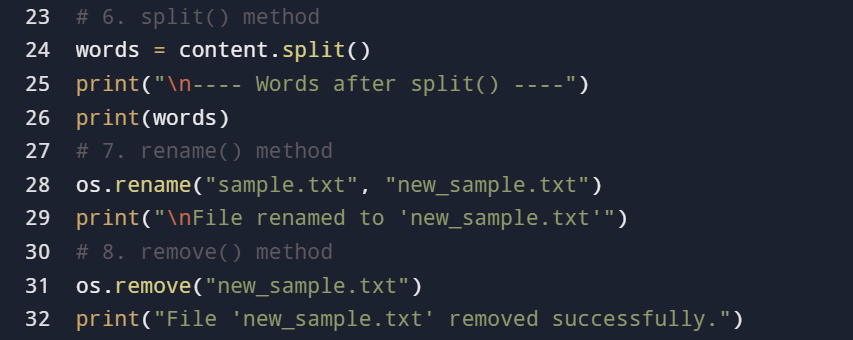 23 # 6. split() method
24 words = content.split()
25 print("\n---- Words after split() ----")
26 print(words)
27 # 7. rename() method
28 os.rename("sample.txt", "new_sample.txt")
29 print("\nFile renamed to 'new_sample.txt'")
30 # 8. remove() method
31 os.remove("new_sample.txt")
32 print("File 'new_sample.txt' removed successfully.")